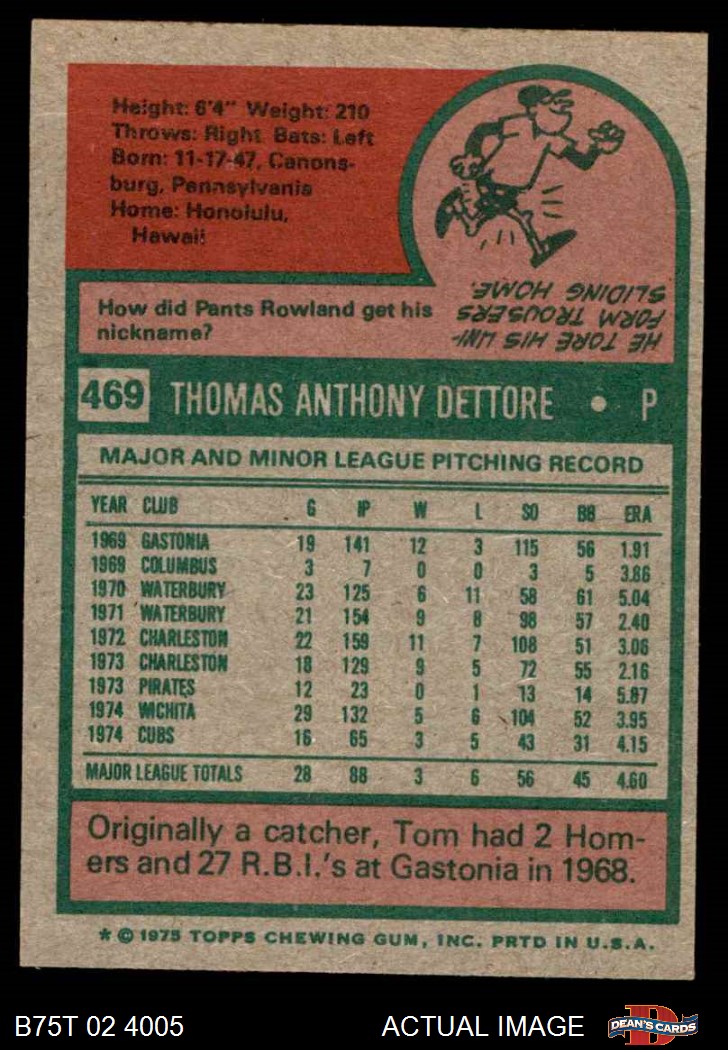 Height: 6'4" Weight: 210
Throws: Right Bats: Left
Born: 11-17-47, Canons-
burg, Pennsylvania
Home: Honolulu,
Hawaii
How did Pants Rowland get his
nickname?
HE TORE HIS UNI-
FORM TROUSERS
SLIDING HOME.
469 THOMAS ANTHONY DETTORE • P
MAJOR AND MINOR LEAGUE PITCHING RECORD
YEAR CLUB G IP W L SO BB ERA
1969 GASTONIA 19 141 12 3 115 56 1.91
1969 COLUMBUS 3 7 0 0 3 5 3.86
1970 WATERBURY 23 125 6 11 58 61 5.04
1971 WATERBURY 21 154 9 8 98 57 2.40
1972 CHARLESTON 22 159 11 7 108 51 3.06
1973 CHARLESTON 18 129 9 5 72 55 2.16
1973 PIRATES 12 23 0 1 13 14 5.87
1974 WICHITA 29 132 5 6 104 52 3.95
1974 CUBS 16 65 3 5 43 31 4.15
MAJOR LEAGUE TOTALS 28 88 3 6 56 45 4.60
Originally a catcher, Tom had 2 Hom-
ers and 27 R.B.I.'s at Gastonia in 1968.
* © 1975 TOPPS CHEWING GUM, INC. PRTD IN U.S.A.
B75T 02 4005 ACTUAL IMAGE D DEAN'S CARDS